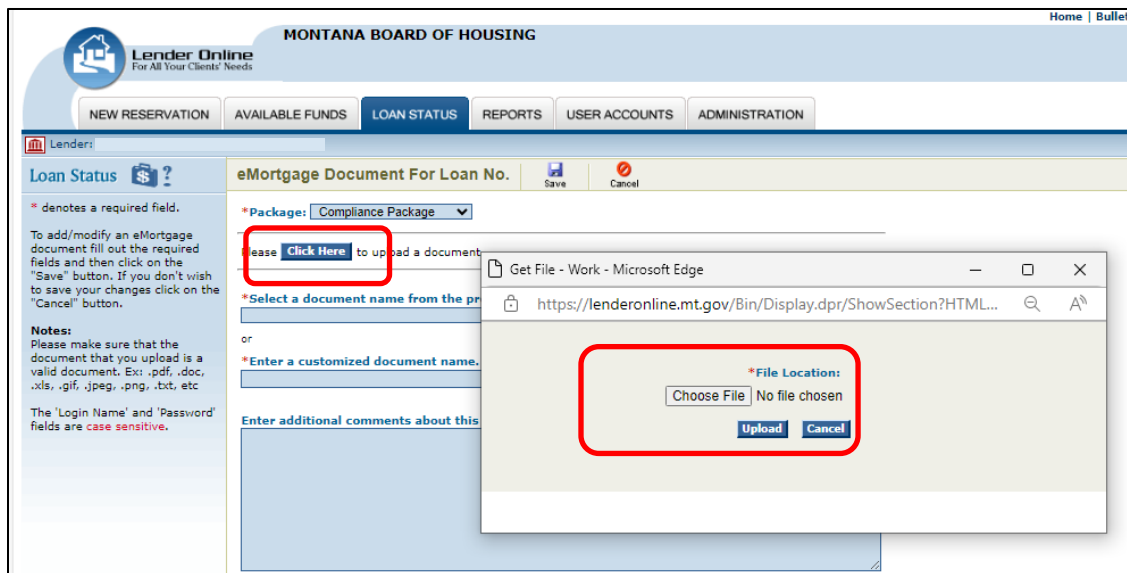 Home | Bullet
MONTANA BOARD OF HOUSING
Lender Online
For All Your Clients' Needs
NEW RESERVATION AVAILABLE FUNDS LOAN STATUS REPORTS USER ACCOUNTS ADMINISTRATION
Lender:
Loan Status
* denotes a required field.
To add/modify an eMortgage
document fill out the required
fields and then click on the
"Save" button. If you don't wish
to save your changes click on the
"Cancel" button.
Notes:
Please make sure that the
document that you upload is a
valid document. Ex: .pdf, .doc,
.xls, .gif, .jpeg, .png, .txt, etc
The 'Login Name' and 'Password'
fields are case sensitive.
eMortgage Document For Loan No. Save Cancel
*Package: Compliance Package
Please Click Here to upload a document
*Select a document name from the pr
or
*Enter a customized document name.
Enter additional comments about this
Get File - Work - Microsoft Edge
https://lenderonline.mt.gov/Bin/Display.dpr/ShowSection?HTML...
*File Location:
Choose File No file chosen
Upload Cancel